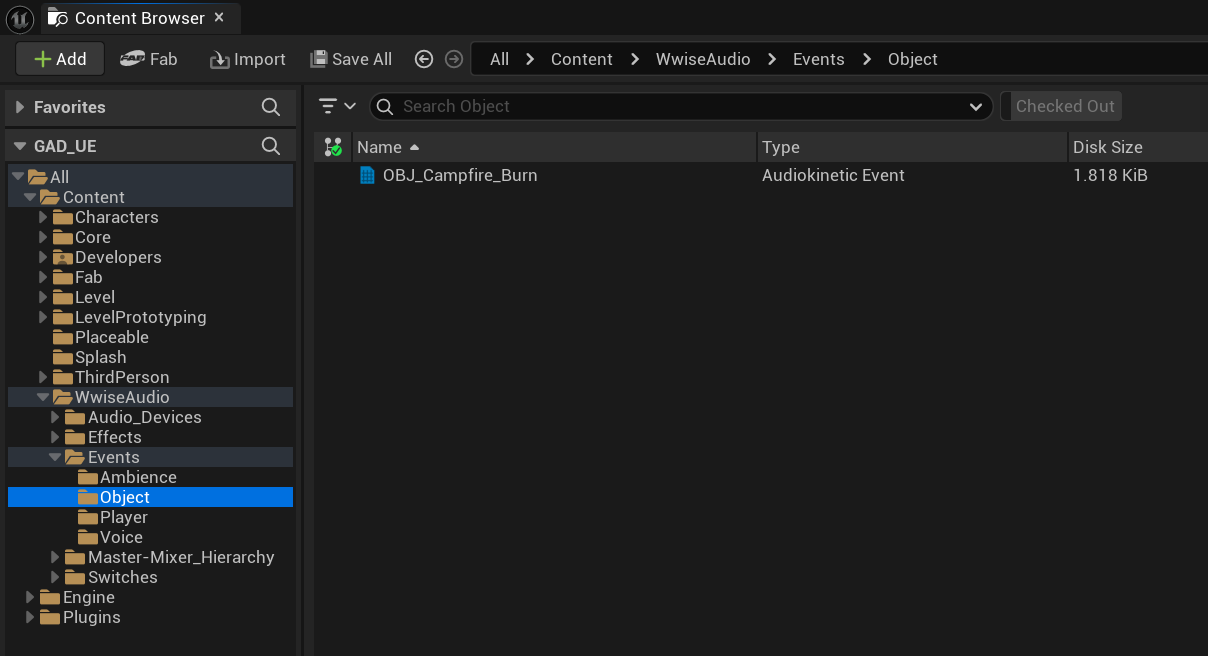 Content Browser
Add Fab Import Save All All Content WwiseAudio Events Object
Favorites
Search Object
Checked Out
GAD_UE
Name Type Disk Size
OBJ_Campfire_Burn Audiokinetic Event 1.818 KiB
All
Content
Characters
Core
Developers
Fab
Level
LevelPrototyping
Placeable
Splash
ThirdPerson
WwiseAudio
Audio_Devices
Effects
Events
Ambience
Object
Player
Voice
Master-Mixer_Hierarchy
Switches
Engine
Plugins